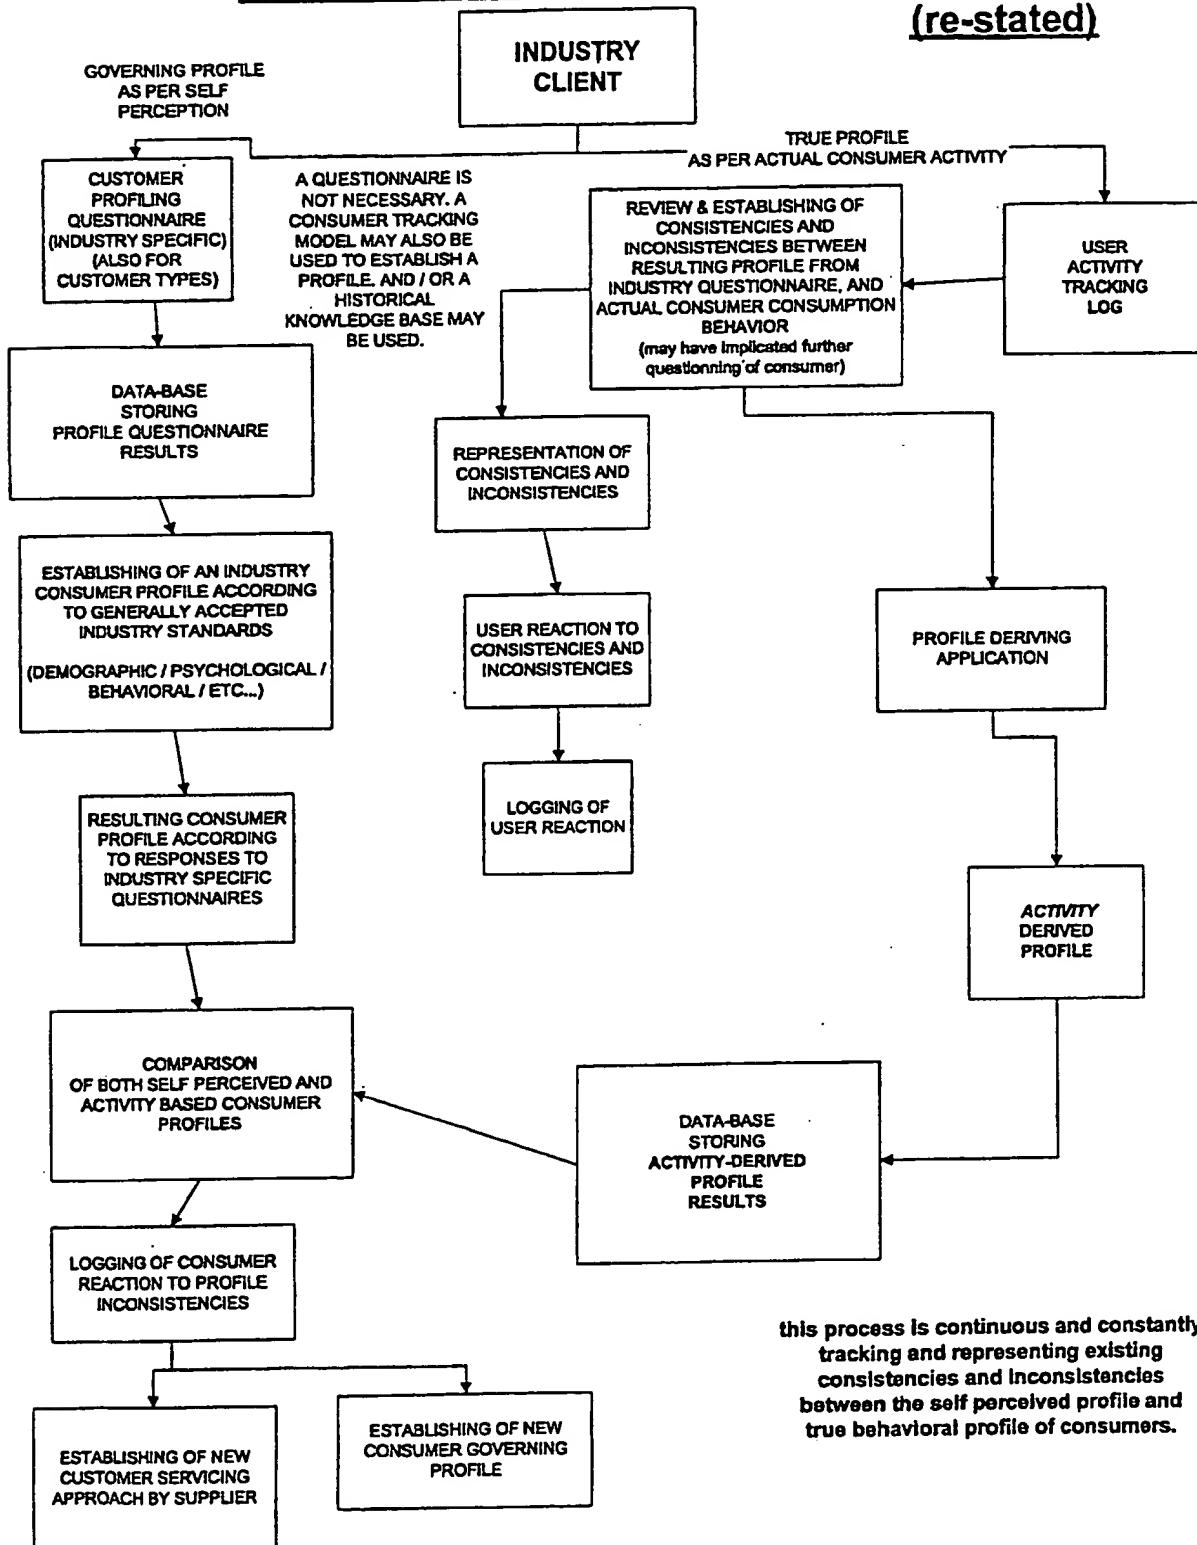 (re-stated)
INDUSTRY
CLIENT
GOVERNING PROFILE
AS PER SELF
PERCEPTION
TRUE PROFILE
AS PER ACTUAL CONSUMER ACTIVITY
CUSTOMER
PROFILING
QUESTIONNAIRE
(INDUSTRY SPECIFIC)
(ALSO FOR
CUSTOMER TYPES)
A QUESTIONNAIRE IS
NOT NECESSARY. A
CONSUMER TRACKING
MODEL MAY ALSO BE
USED TO ESTABLISH A
PROFILE. AND / OR A
HISTORICAL
KNOWLEDGE BASE MAY
BE USED.
REVIEW & ESTABLISHING OF
CONSISTENCIES AND
INCONSISTENCIES BETWEEN
RESULTING PROFILE FROM
INDUSTRY QUESTIONNAIRE, AND
ACTUAL CONSUMER CONSUMPTION
BEHAVIOR
(may have implicated further
questionning of consumer)
USER
ACTIVITY
TRACKING
LOG
DATA-BASE
STORING
PROFILE QUESTIONNAIRE
RESULTS
REPRESENTATION OF
CONSISTENCIES AND
INCONSISTENCIES
ESTABLISHING OF AN INDUSTRY
CONSUMER PROFILE ACCORDING
TO GENERALLY ACCEPTED
INDUSTRY STANDARDS
(DEMOGRAPHIC / PSYCHOLOGICAL /
BEHAVIORAL / ETC...)
USER REACTION TO
CONSISTENCIES AND
INCONSISTENCIES
PROFILE DERIVING
APPLICATION
LOGGING OF
USER REACTION
RESULTING CONSUMER
PROFILE ACCORDING
TO RESPONSES TO
INDUSTRY SPECIFIC
QUESTIONNAIRES
ACTIVITY
DERIVED
PROFILE
COMPARISON
OF BOTH SELF PERCEIVED AND
ACTIVITY BASED CONSUMER
PROFILES
DATA-BASE
STORING
ACTIVITY-DERIVED
PROFILE
RESULTS
LOGGING OF CONSUMER
REACTION TO PROFILE
INCONSISTENCIES
this process is continuous and constantly
tracking and representing existing
consistencies and inconsistencies
between the self perceived profile and
true behavioral profile of consumers.
ESTABLISHING OF NEW
CUSTOMER SERVICING
APPROACH BY SUPPLIER
ESTABLISHING OF NEW
CONSUMER GOVERNING
PROFILE